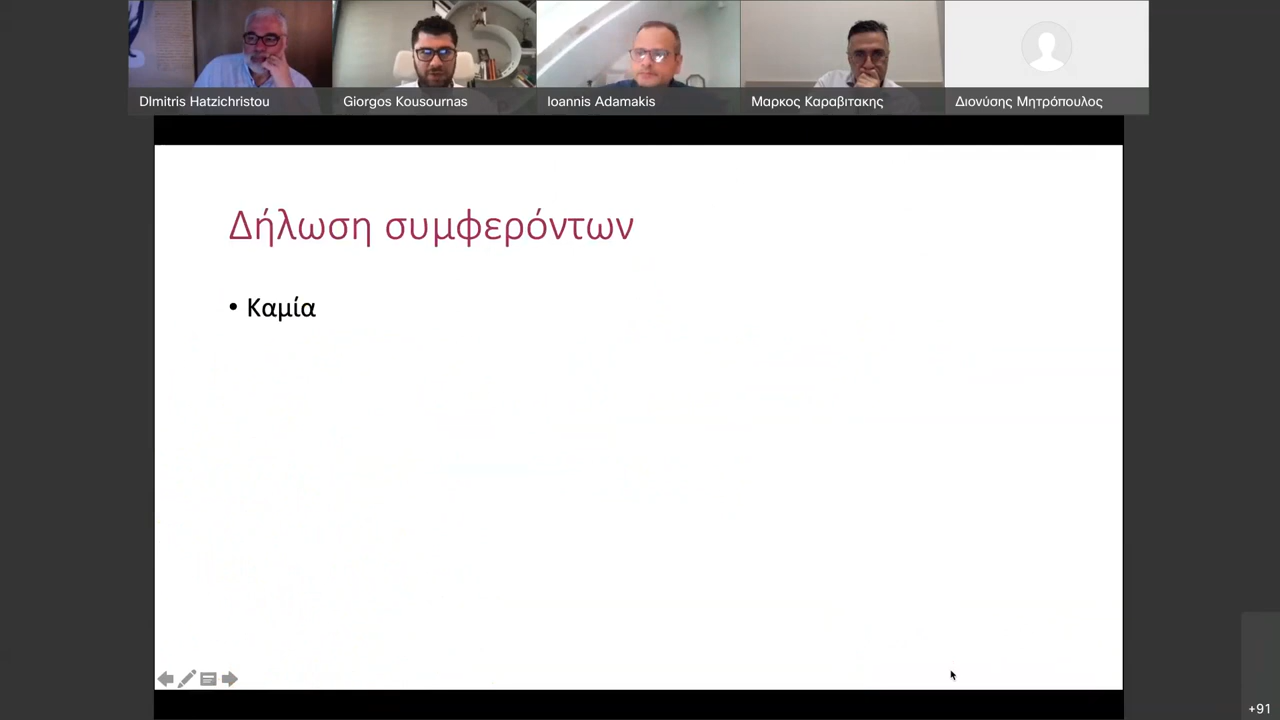 DImitris Hatzichristou
Giorgos Kousournas
Ioannis Adamakis
Μαρκος Καραβιτακης
Διονύσης Μητρόπουλος
Δήλωση συμφερόντων
• Καμία
+91